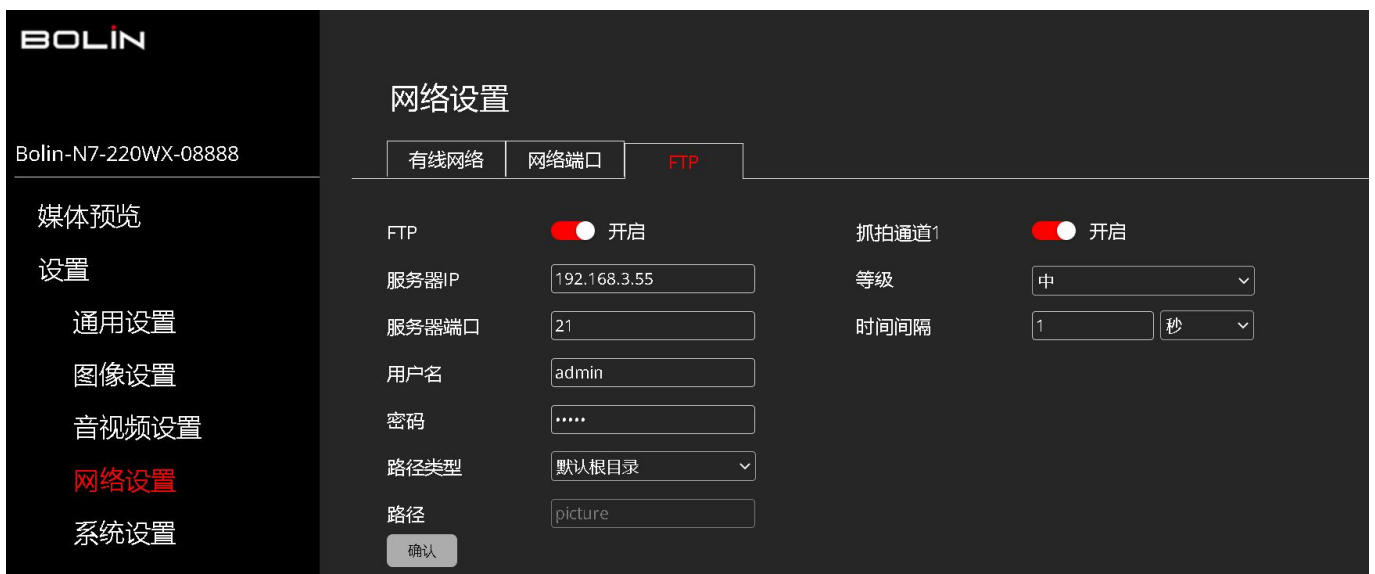 BOLIN
Bolin-N7-220WX-08888
媒体预览
设置
通用设置
图像设置
音视频设置
网络设置
系统设置
网络设置
有线网络 网络端口 FTP
FTP 开启 抓拍通道1 开启
服务器IP 192.168.3.55 等级 中
服务器端口 21 时间间隔 1 秒
用户名 admin
密码 •••••
路径类型 默认根目录
路径 picture
确认